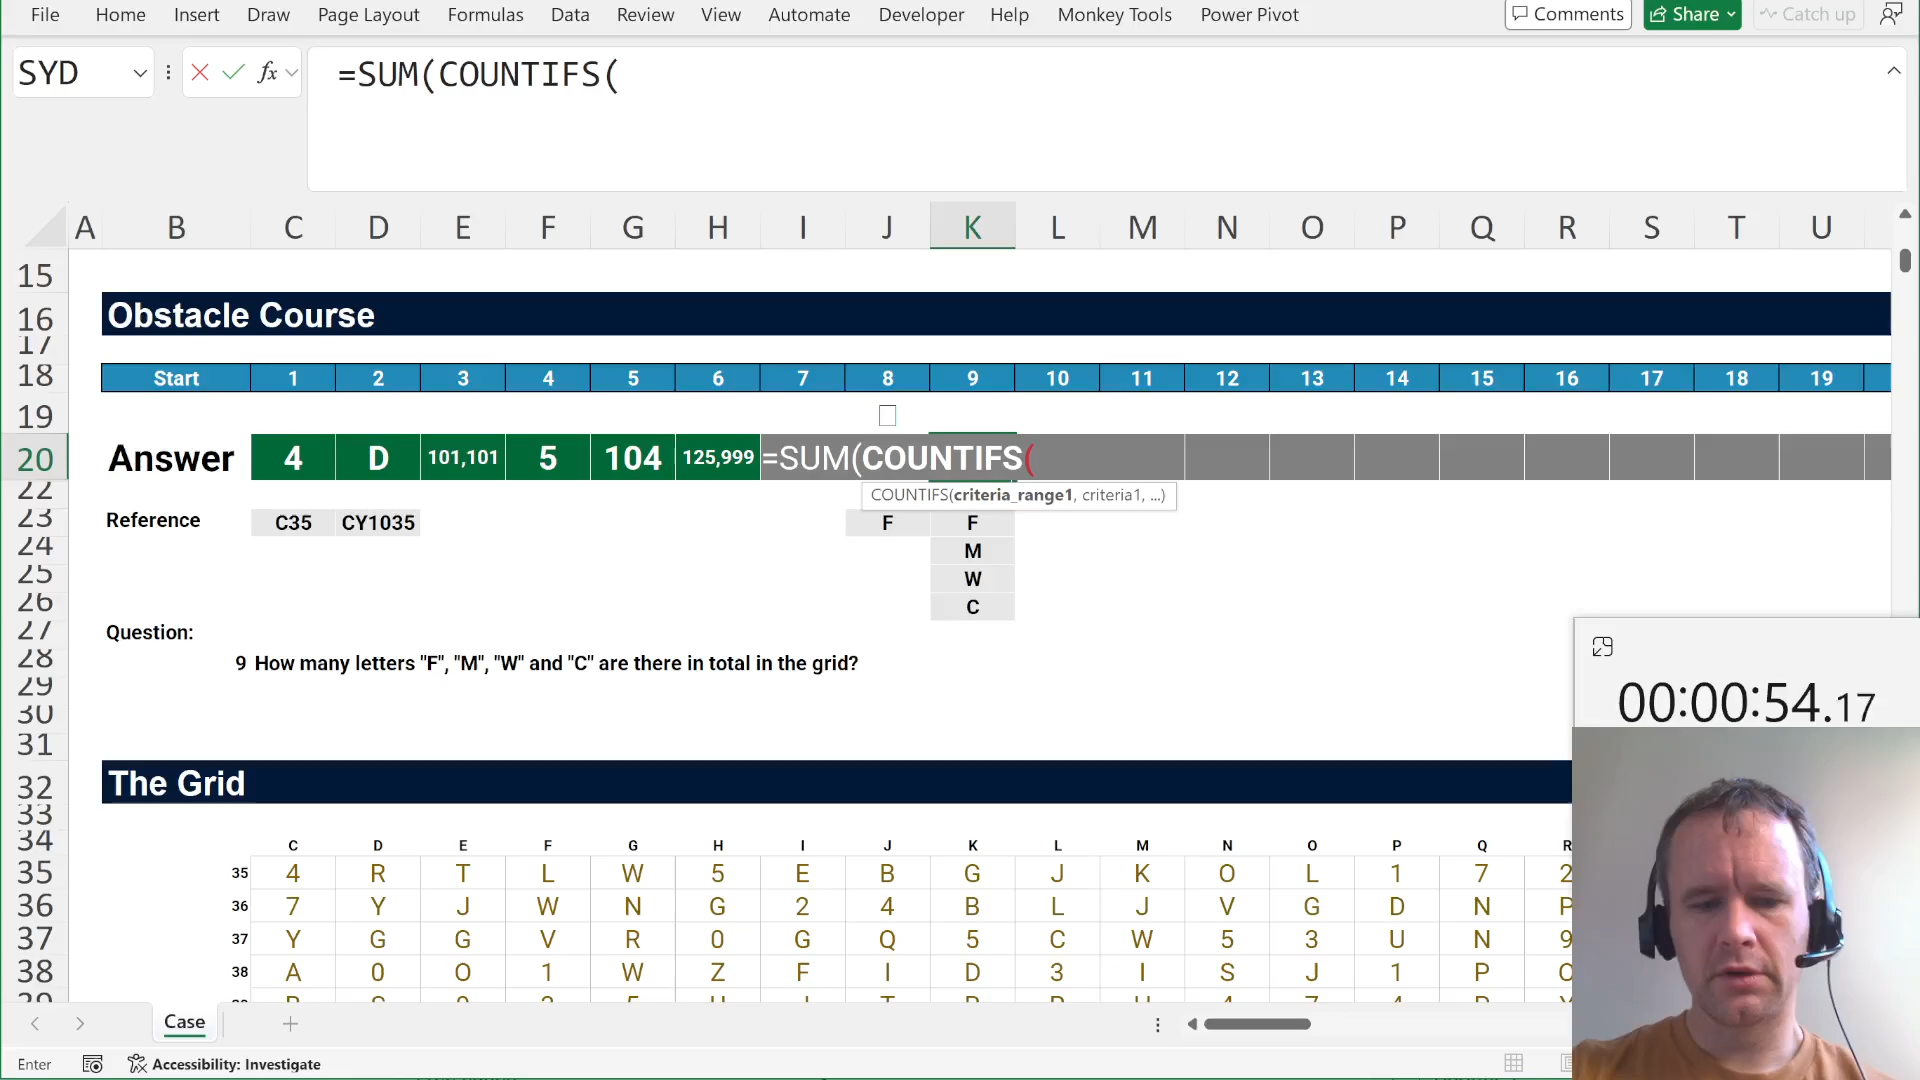 File Home Insert Draw Page Layout Formulas Data Review View Automate Developer Help Monkey Tools Power Pivot Comments Share Catch up
SYD fx =SUM(COUNTIFS(
A B C D E F G H I J K L M N O P Q R S T U
15
16 Obstacle Course
17
18 Start 1 2 3 4 5 6 7 8 9 10 11 12 13 14 15 16 17 18 19
19
20 Answer 4 D 101,101 5 104 125,999 =SUM(COUNTIFS(
COUNTIFS(criteria_range1, criteria1, ...)
22
23 Reference C35 CY1035 F F
24 M
25 W
26 C
27 Question:
28 9 How many letters "F", "M", "W" and "C" are there in total in the grid?
29
30
31
32 The Grid
33
34 C D E F G H I J K L M N O P Q R
35 35 4 R T L W 5 E B G J K O L 1 7 2
36 36 7 Y J W N G 2 4 B L J V G D N P
37 37 Y G G V R 0 G Q 5 C W 5 3 U N 9
38 38 A 0 O 1 W Z F I D 3 I S J 1 P
00:00:54.17
Case
Enter Accessibility: Investigate